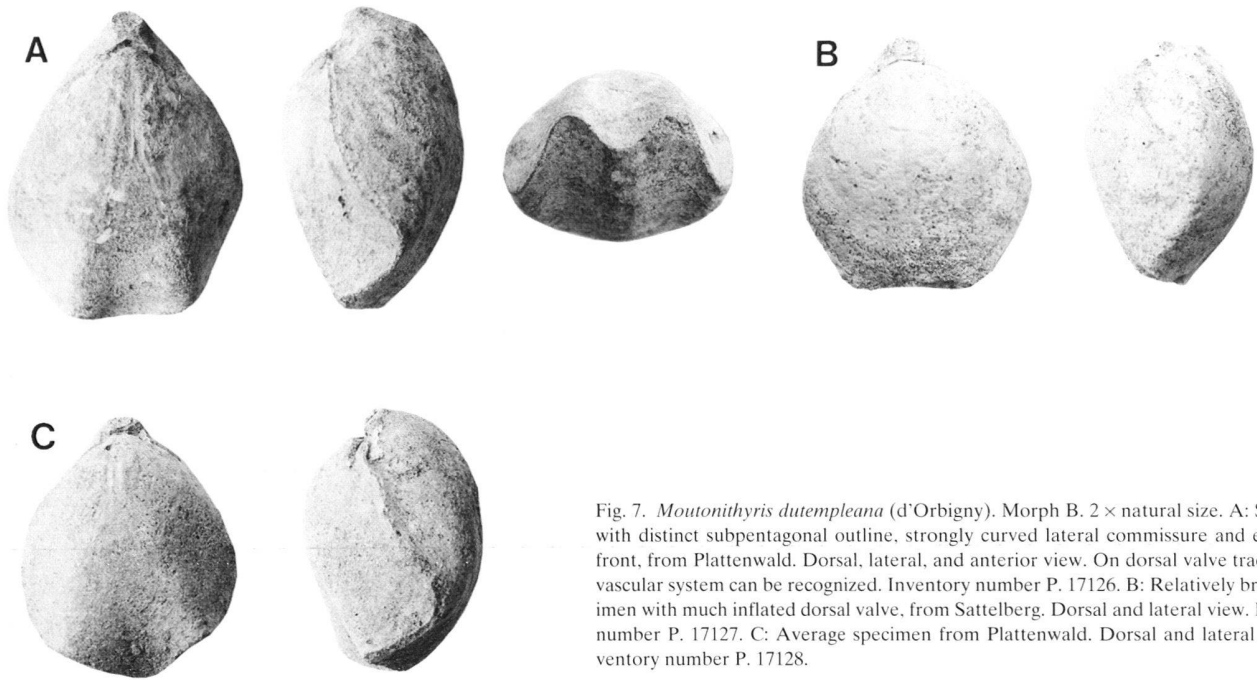 A
B
C
Fig. 7. Moutonithyris dutempleana (d'Orbigny). Morph B. 2 × natural size. A:
with distinct subpentagonal outline, strongly curved lateral commissure and
front, from Plattenwald. Dorsal, lateral, and anterior view. On dorsal valve
vascular system can be recognized. Inventory number P. 17126. B: Relatively
imen with much inflated dorsal valve, from Sattelberg. Dorsal and lateral view.
number P. 17127. C: Average specimen from Plattenwald. Dorsal and lateral
ventory number P. 17128.